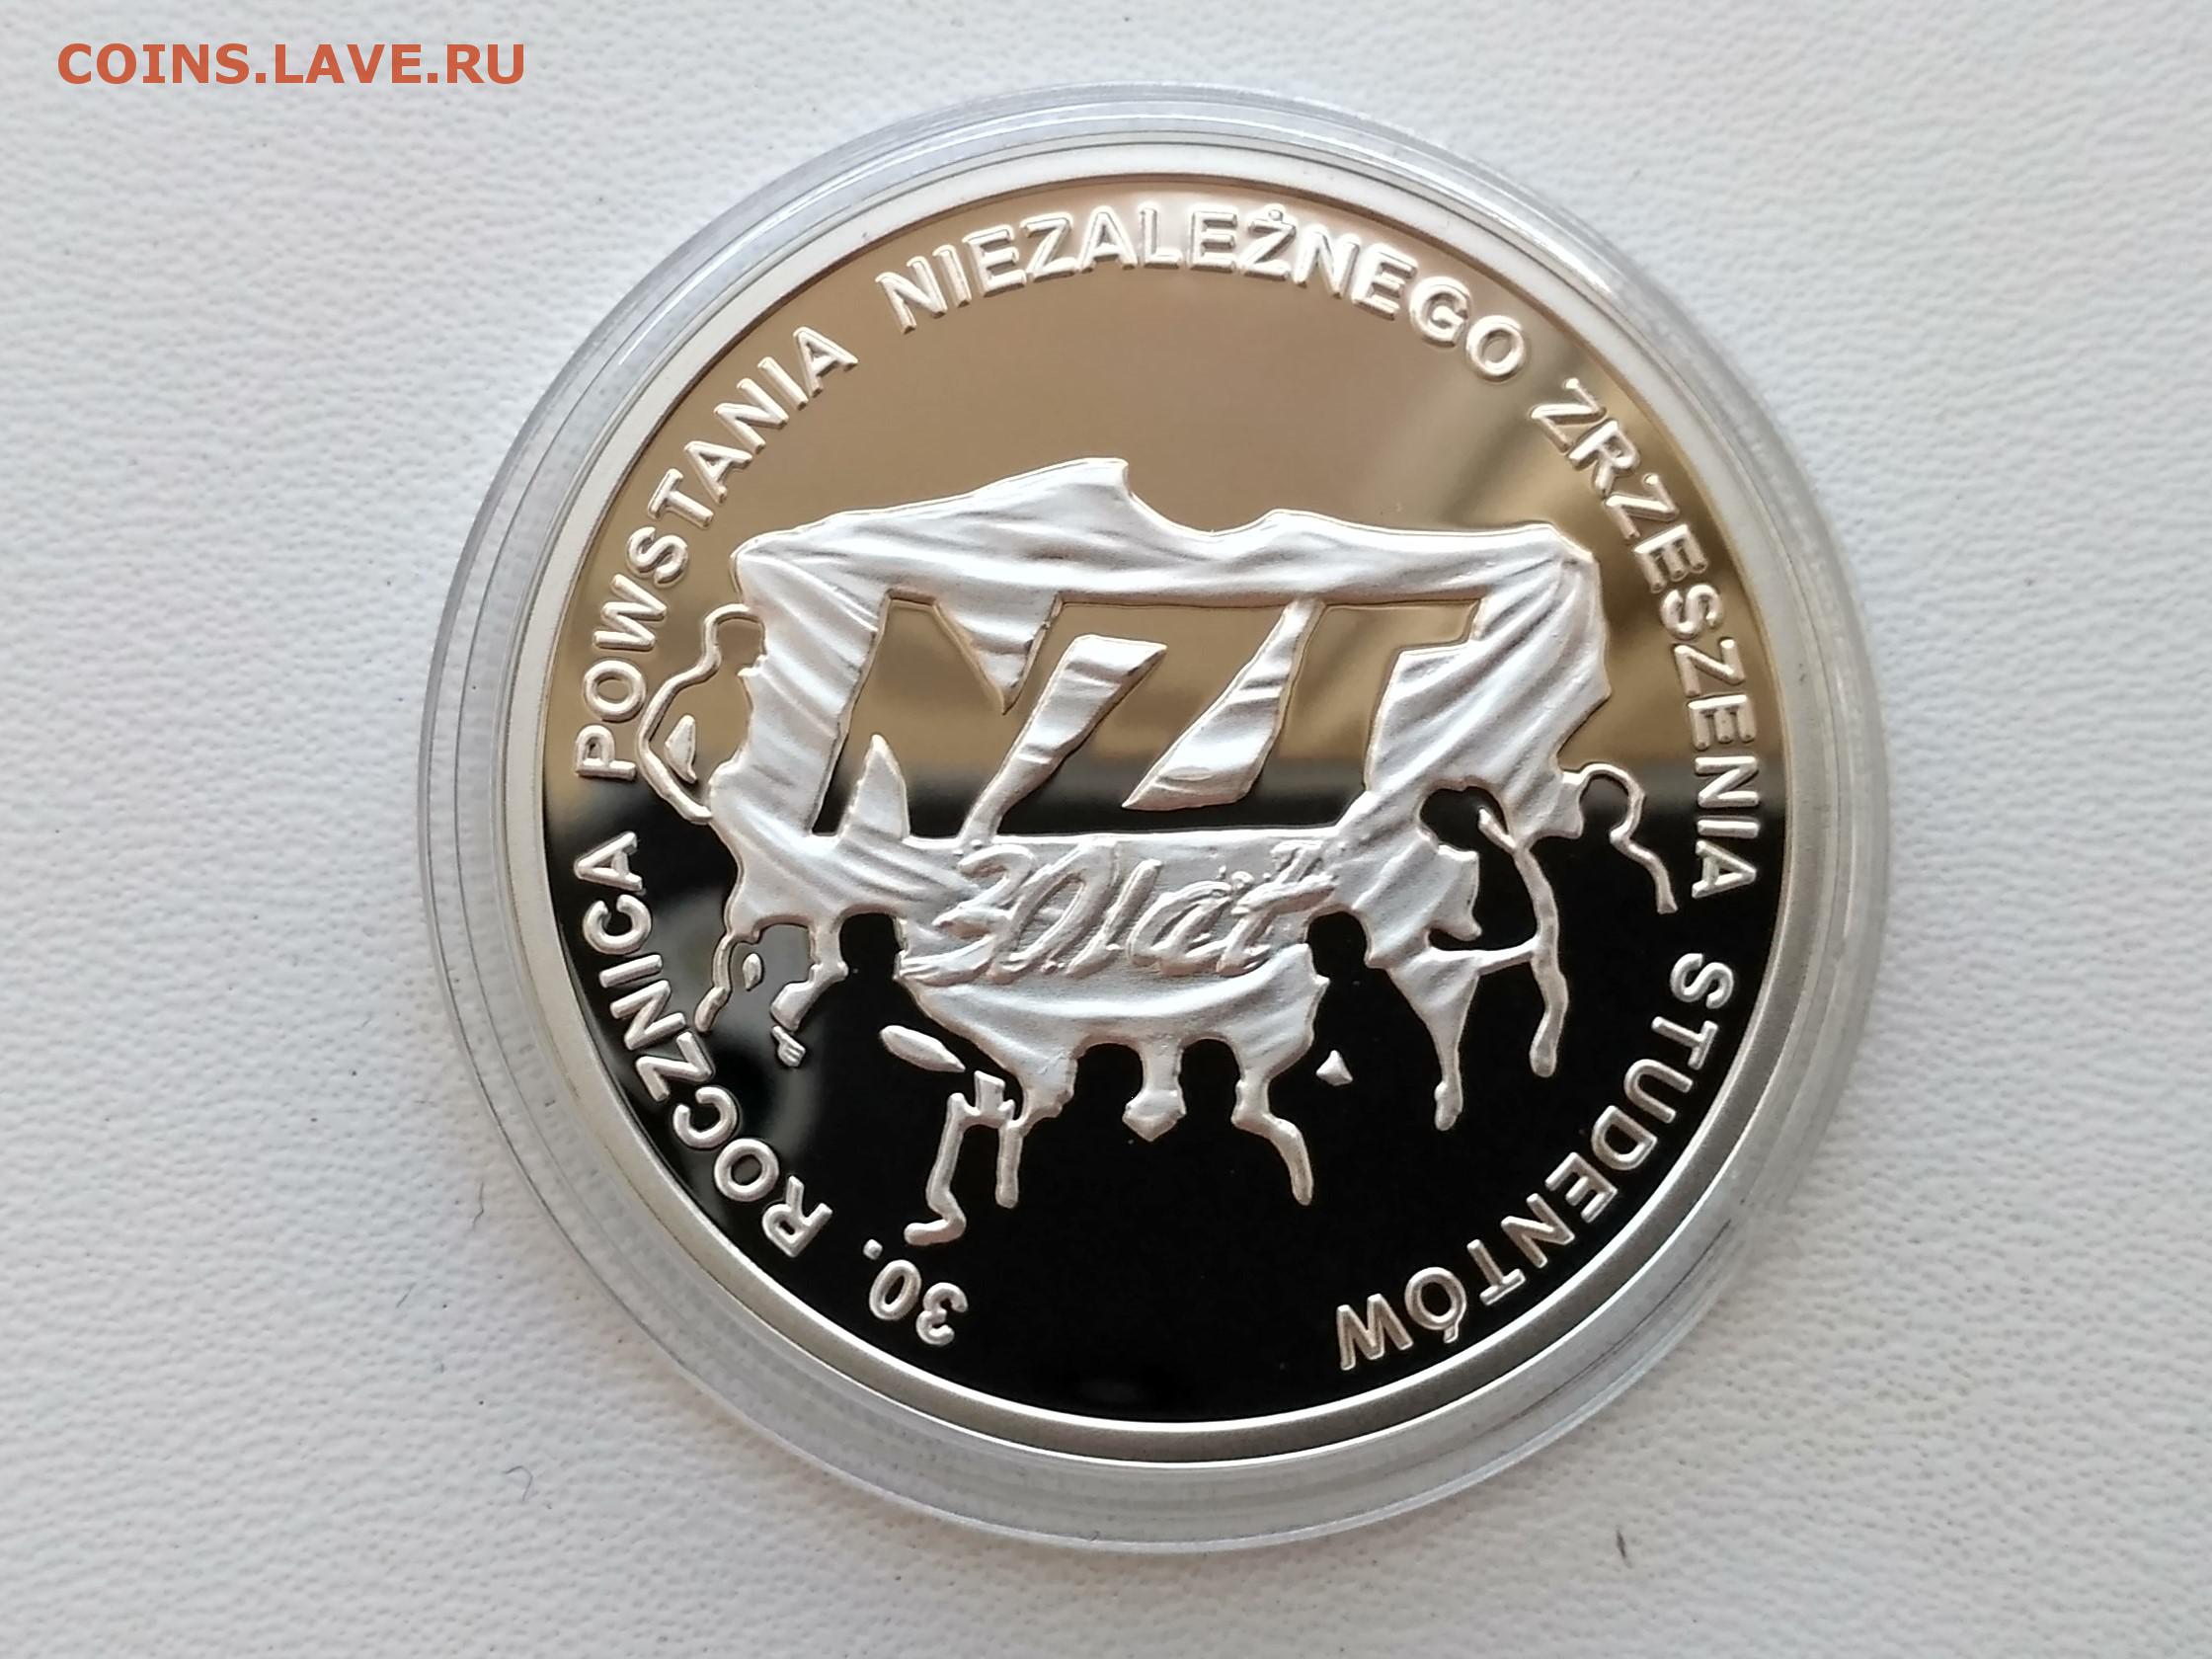 COINS.LAVE.RU
30. ROCZNICA POWSTANIA NIEZALEŻNEGO ZRZESZENIA STUDENTÓW
NZS
30 lat